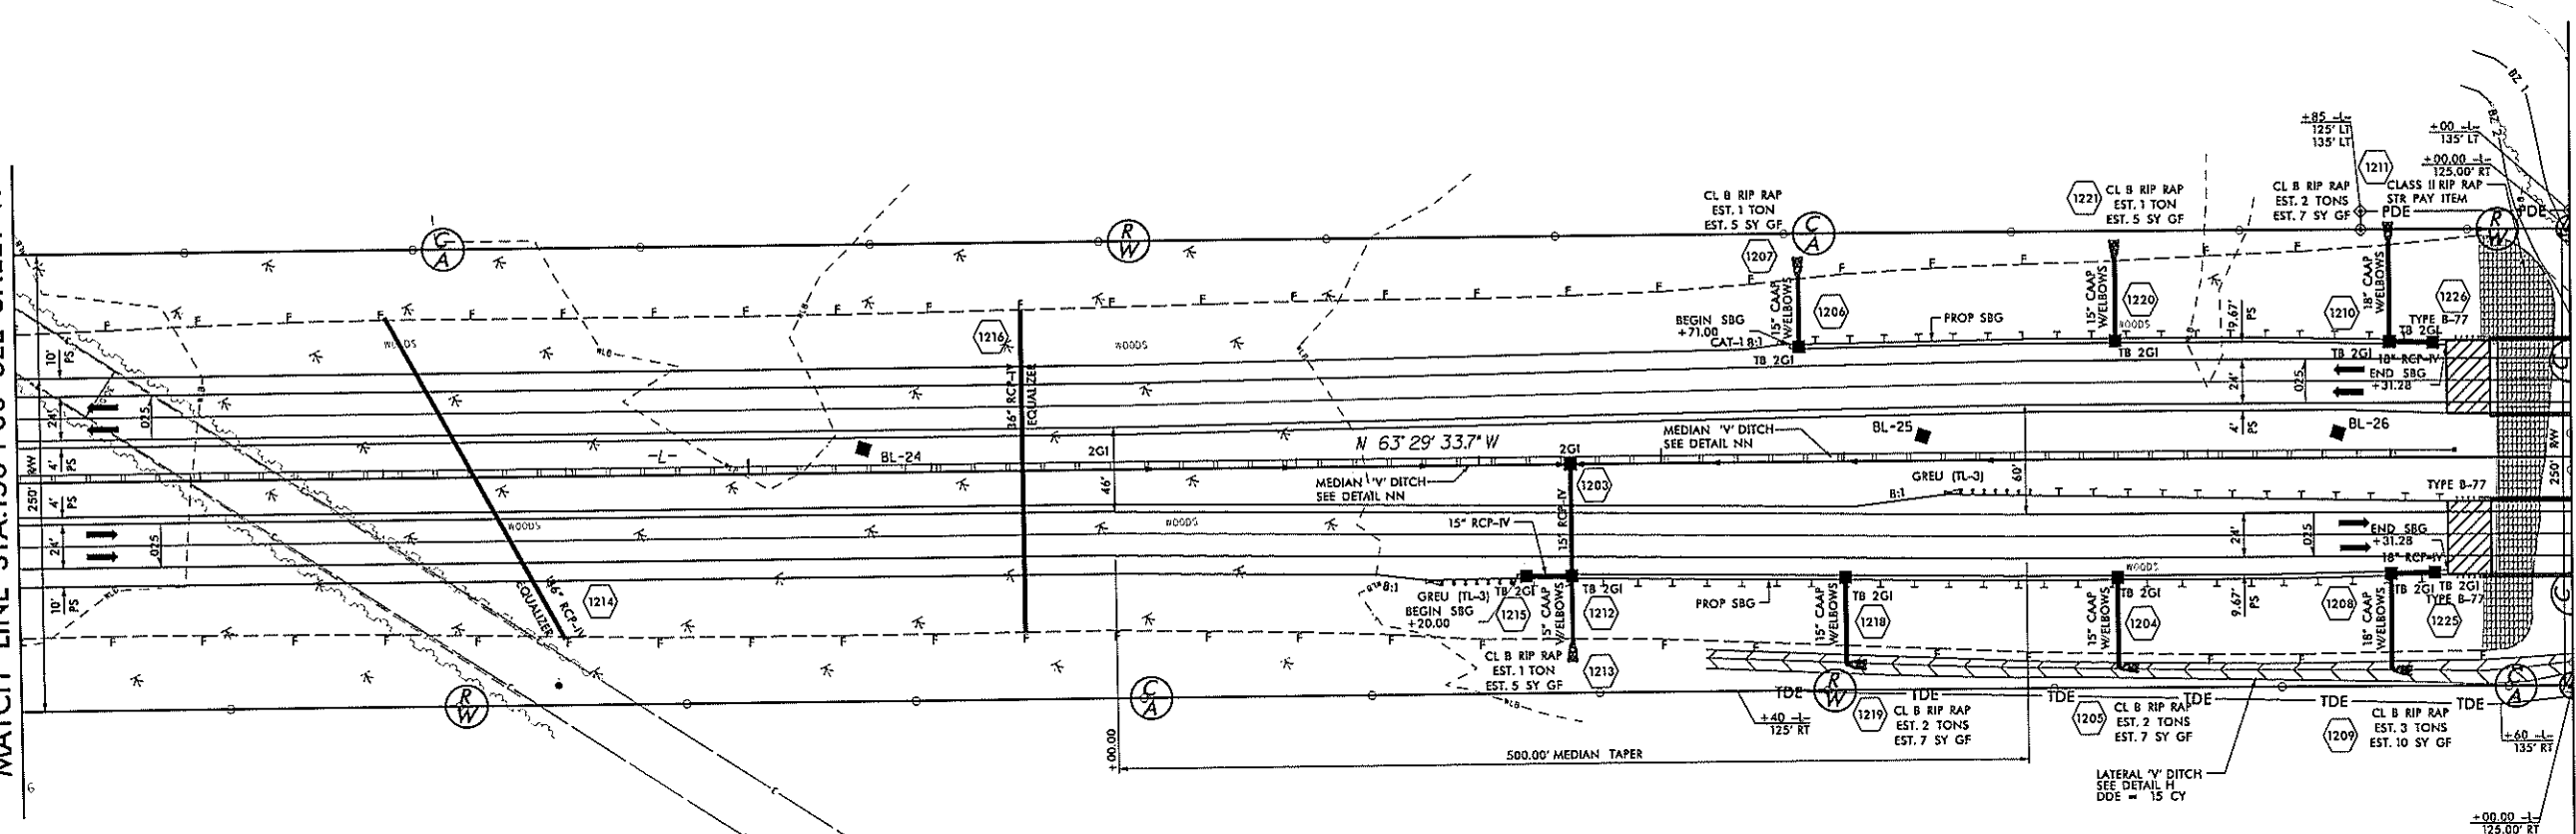 +85 -L-
125' LT
135' LT
+00 -L-
135' LT
+00.00 -L-
125.00' RT
BZ 1
BZ 2
1211
CLASS II RIP RAP
STR PAY ITEM
CL B RIP RAP
EST. 2 TONS
EST. 7 SY GF
PDE
PDE
1221
CL B RIP RAP
EST. 1 TON
EST. 5 SY GF
CL B RIP RAP
EST. 1 TON
EST. 5 SY GF
1207
C
A
R
W
C
A
R
W
15" CAAP
W/ELBOWS
1206
15" CAAP
W/ELBOWS
1220
18" CAAP
W/ELBOWS
1210
1226
TYPE B-77
TB 2GI
BEGIN SBG
+71.00
CAT-1 8:1
PROP SBG
TB 2GI
TB 2GI
TB 2GI
18" RCP-IV
END SBG
+31.28
WOODS
9.67'
PS
24'
.025
4'
PS
1216
36" RCP-IV
EQUALIZER
WOODS
WOODS
10'
PS
24'
.025
4'
PS
250' R/W
4'
PS
24'
.025
10'
PS
-L-
BL-24
2GI
46'
N 63° 29' 33.7" W
MEDIAN 'V' DITCH
SEE DETAIL NN
2GI
1203
MEDIAN 'V' DITCH
SEE DETAIL NN
BL-25
BL-26
GREU (TL-3)
8:1
60'
250' R/W
TYPE B-77
END SBG
+31.28
18" RCP-IV
24'
.025
WOODS
WOODS
WOODS
36" RCP-IV
EQUALIZER
1214
15" RCP-IV
15" RCP-IV
8:1
GREU (TL-3)
BEGIN SBG
+20.00
TB 2GI
1215
15" CAAP
W/ELBOWS
TB 2GI
1212
PROP SBG
15" CAAP
W/ELBOWS
TB 2GI
1218
15" CAAP
W/ELBOWS
TB 2GI
1204
9.67'
PS
1208
18" CAAP
W/ELBOWS
TB 2GI
TYPE B-77
1225
CL B RIP RAP
EST. 1 TON
EST. 5 SY GF
1213
R
W
C
A
R
W
C
A
TDE
TDE
TDE
TDE
TDE
TDE
+40 -L-
125' RT
1219
CL B RIP RAP
EST. 2 TONS
EST. 7 SY GF
1205
CL B RIP RAP
EST. 2 TONS
EST. 7 SY GF
1209
CL B RIP RAP
EST. 3 TONS
EST. 10 SY GF
+60 -L-
135' RT
+00.00
500.00' MEDIAN TAPER
LATERAL 'V' DITCH
SEE DETAIL H
DDE = 15 CY
+00.00 -L-
125.00' RT
6